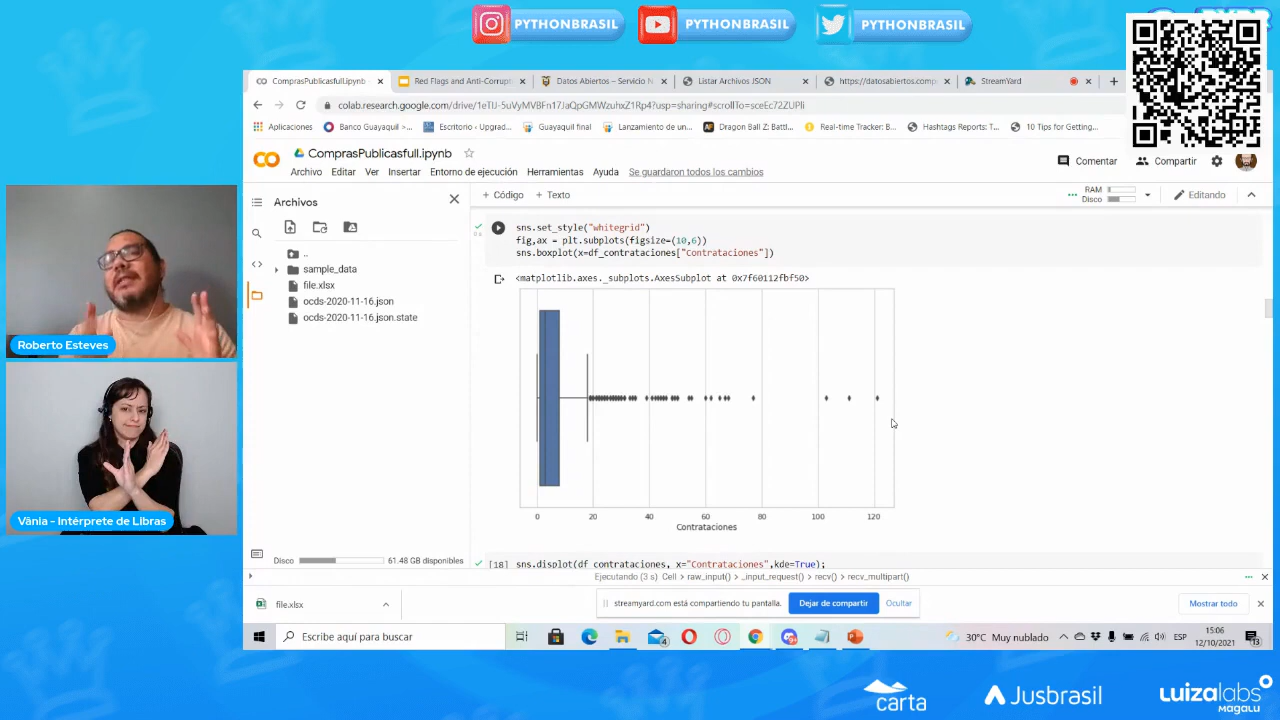 PYTHONBRASIL
PYTHONBRASIL
PYTHONBRASIL
ComprasPublicasfull.ipynb
Red Flags and Anti-Corrupt
Datos Abiertos – Servicio N
Listar Archivos JSON
https://datosabiertos.comp
StreamYard
colab.research.google.com/drive/1eTIJ-5uVyMVBFn17JaQpGMWzuhxZ1Rp4?usp=sharing#scrollTo=sceEc72ZUPli
Aplicaciones
Banco Guayaquil >...
Escritorio ‹ Upgrad...
Guayaquil final
Lanzamiento de un...
Dragon Ball Z: Battl...
Real-time Tracker: B...
Hashtags Reports: T...
10 Tips for Getting...
ComprasPublicasfull.ipynb
Comentar
Compartir
Archivo
Editar
Ver
Insertar
Entorno de ejecución
Herramientas
Ayuda
Se guardaron todos los cambios
Archivos
+ Código
+ Texto
RAM
Disco
Editando
..
sample_data
file.xlsx
ocds-2020-11-16.json
ocds-2020-11-16.json.state
sns.set_style("whitegrid")
fig,ax = plt.subplots(figsize=(10,6))
sns.boxplot(x=df_contrataciones["Contrataciones"])
<matplotlib.axes._subplots.AxesSubplot at 0x7f60112fbf50>
0 20 40 60 80 100 120
Contrataciones
[18] sns.displot(df_contrataciones, x="Contrataciones",kde=True);
Disco
61.48 GB disponibles
Ejecutando (3 s) Cell > raw_input() > _input_request() > recv() > recv_multipart()
file.xlsx
streamyard.com está compartiendo tu pantalla.
Dejar de compartir
Ocultar
Mostrar todo
Escribe aquí para buscar
4
30°C Muy nublado
ESP
15:06
12/10/2021
13
Roberto Esteves
Vânia - Intérprete de Libras
carta
Jusbrasil
luizalabs
MAGALU